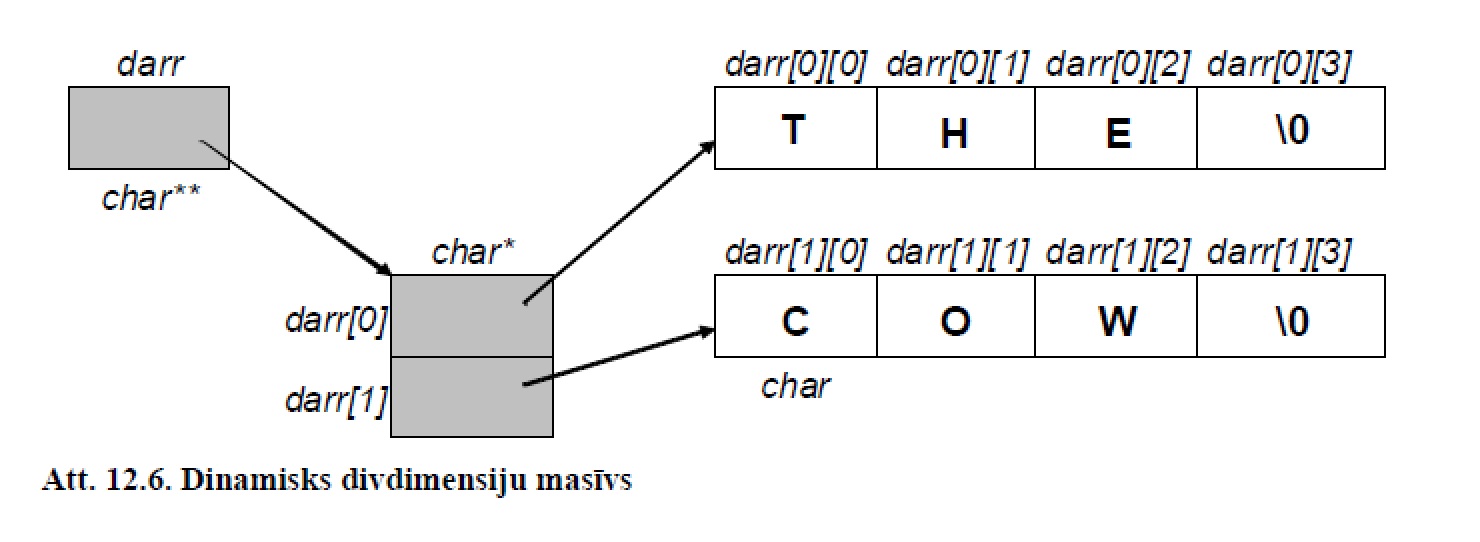 darr
darr[0][0] darr[0][1] darr[0][2] darr[0][3]
T H E \0
char**
char*
darr[1][0] darr[1][1] darr[1][2] darr[1][3]
darr[0]
C O W \0
darr[1]
char
Att. 12.6. Dinamisks divdimensiju masīvs